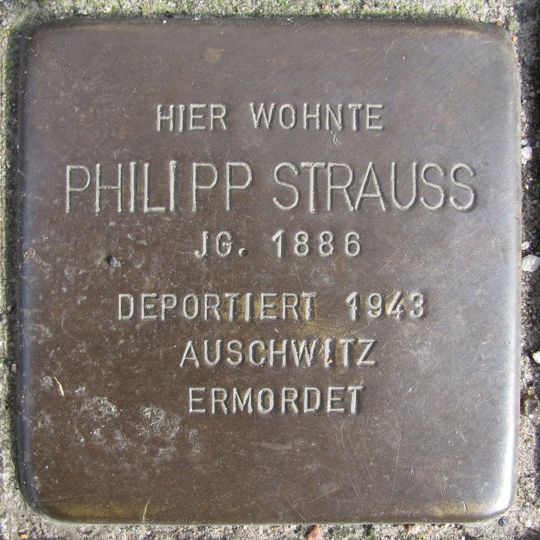 HIER WOHNTE
PHILIPP STRAUSS
JG. 1886
DEPORTIERT 1943
AUSCHWITZ
ERMORDET